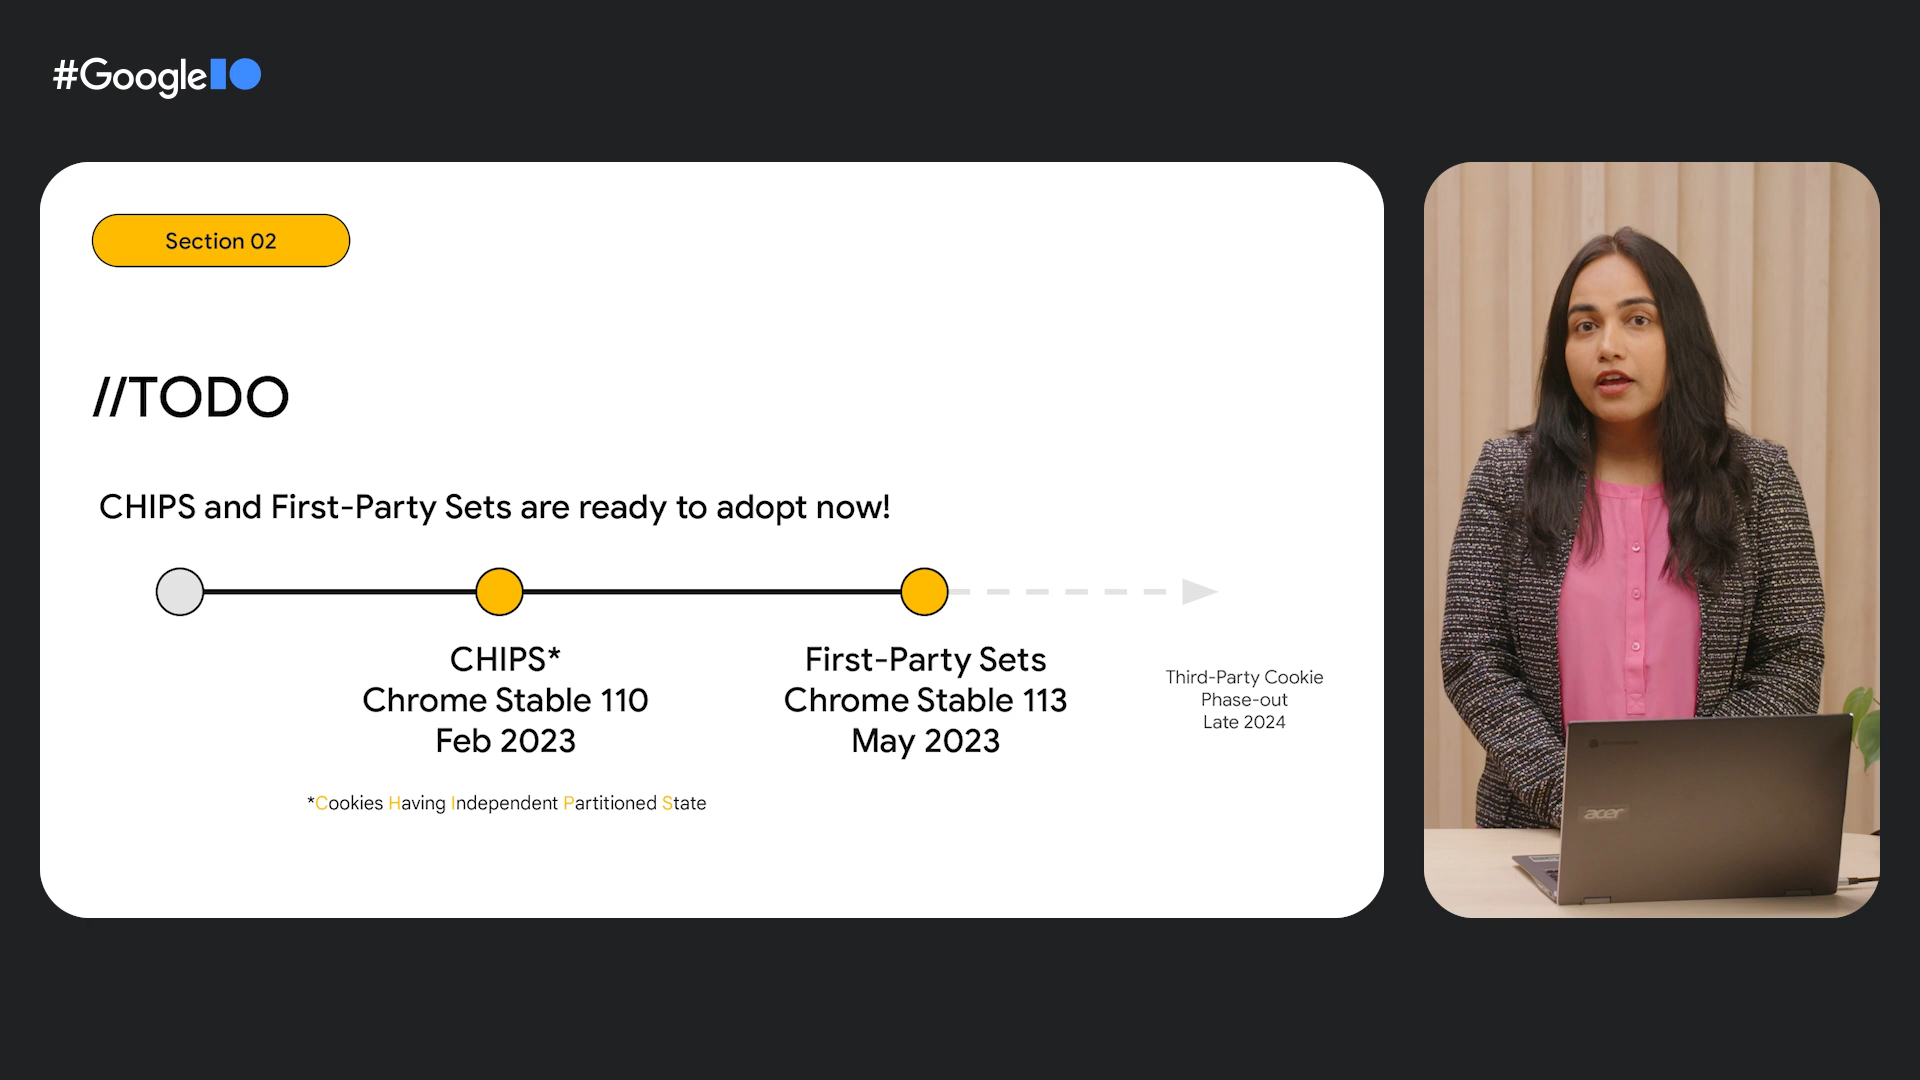 #GoogleIO
Section 02
//TODO
CHIPS and First-Party Sets are ready to adopt now!
CHIPS*
Chrome Stable 110
Feb 2023
First-Party Sets
Chrome Stable 113
May 2023
Third-Party Cookie
Phase-out
Late 2024
*Cookies Having Independent Partitioned State
acer